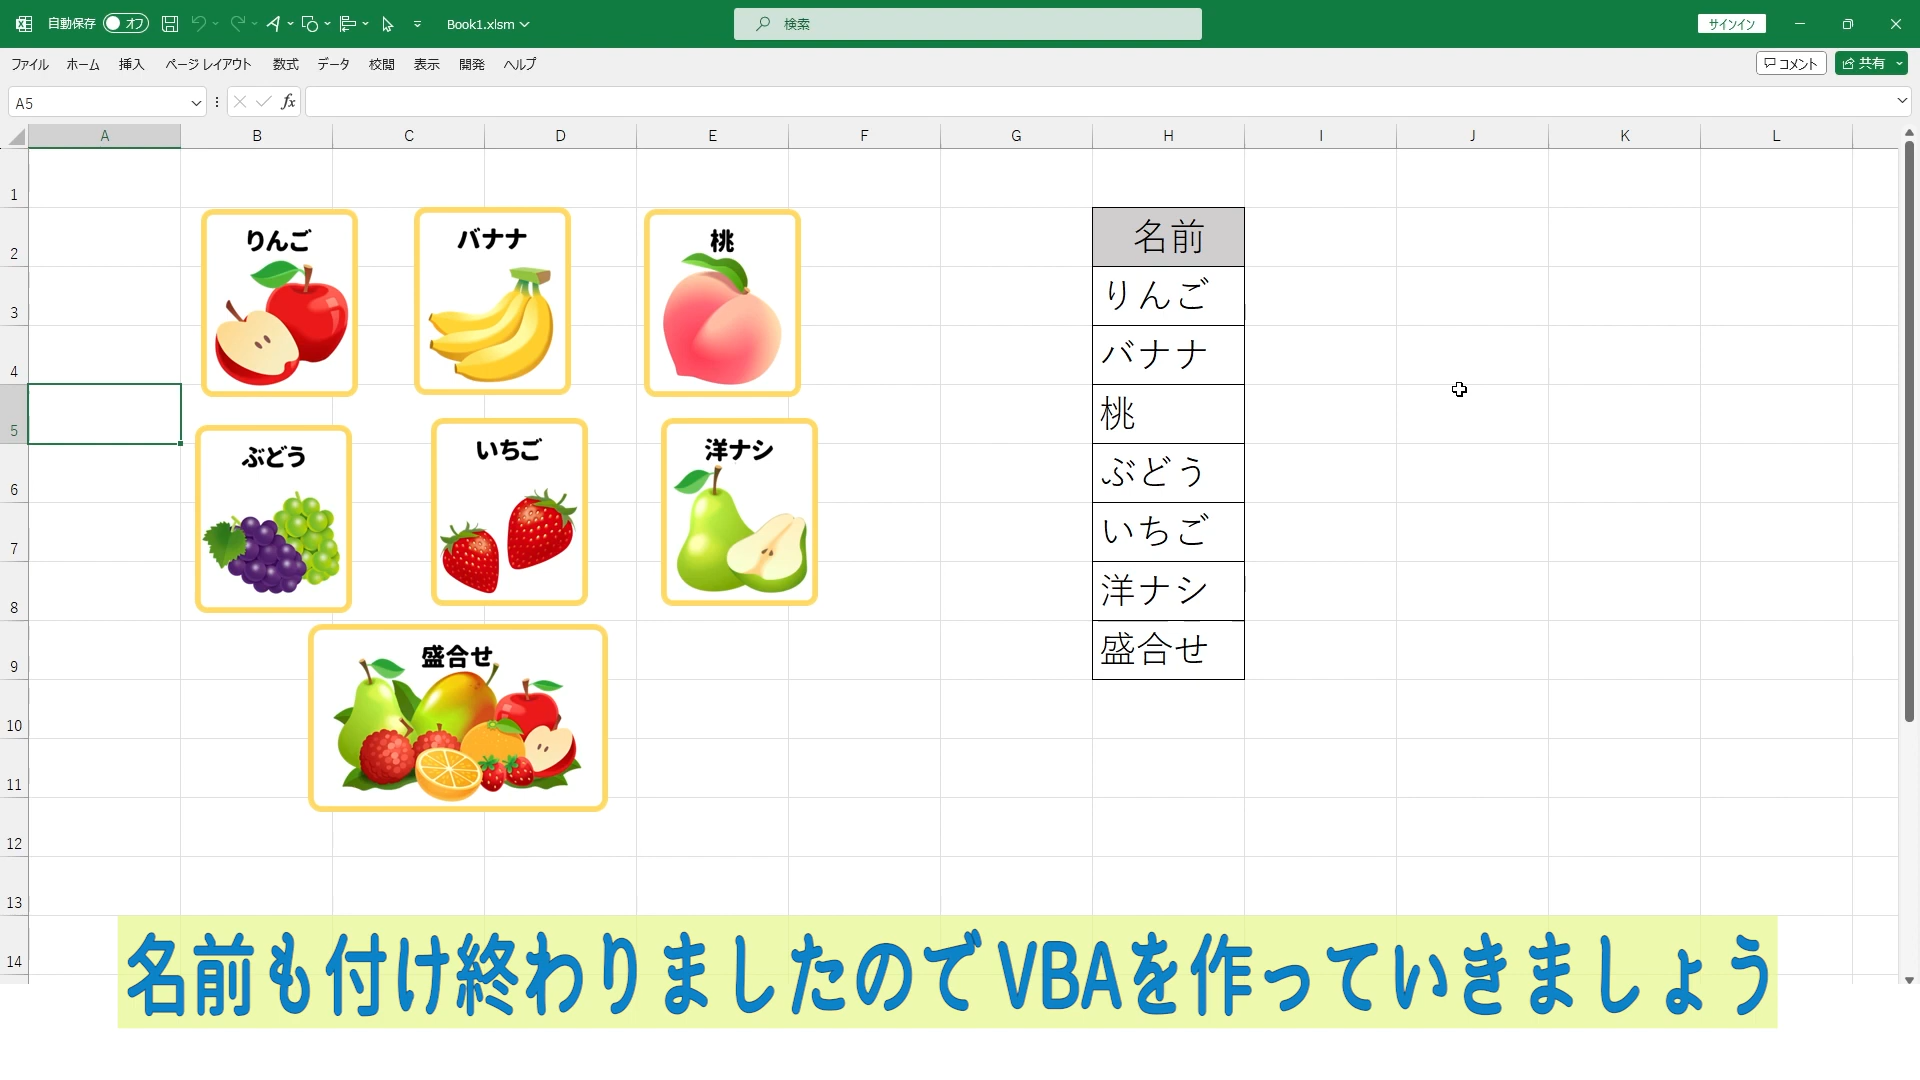 自動保存 オフ Book1.xlsm 検索 サインイン
ファイル ホーム 挿入 ページ レイアウト 数式 データ 校閲 表示 開発 ヘルプ コメント 共有
A5 fx
A B C D E F G H I J K L
1
2
3
4
5
6
7
8
9
10
11
12
13
14
りんご
バナナ
桃
ぶどう
いちご
洋ナシ
盛合せ
名前
りんご
バナナ
桃
ぶどう
いちご
洋ナシ
盛合せ
名前も付け終わりましたのでVBAを作っていきましょう